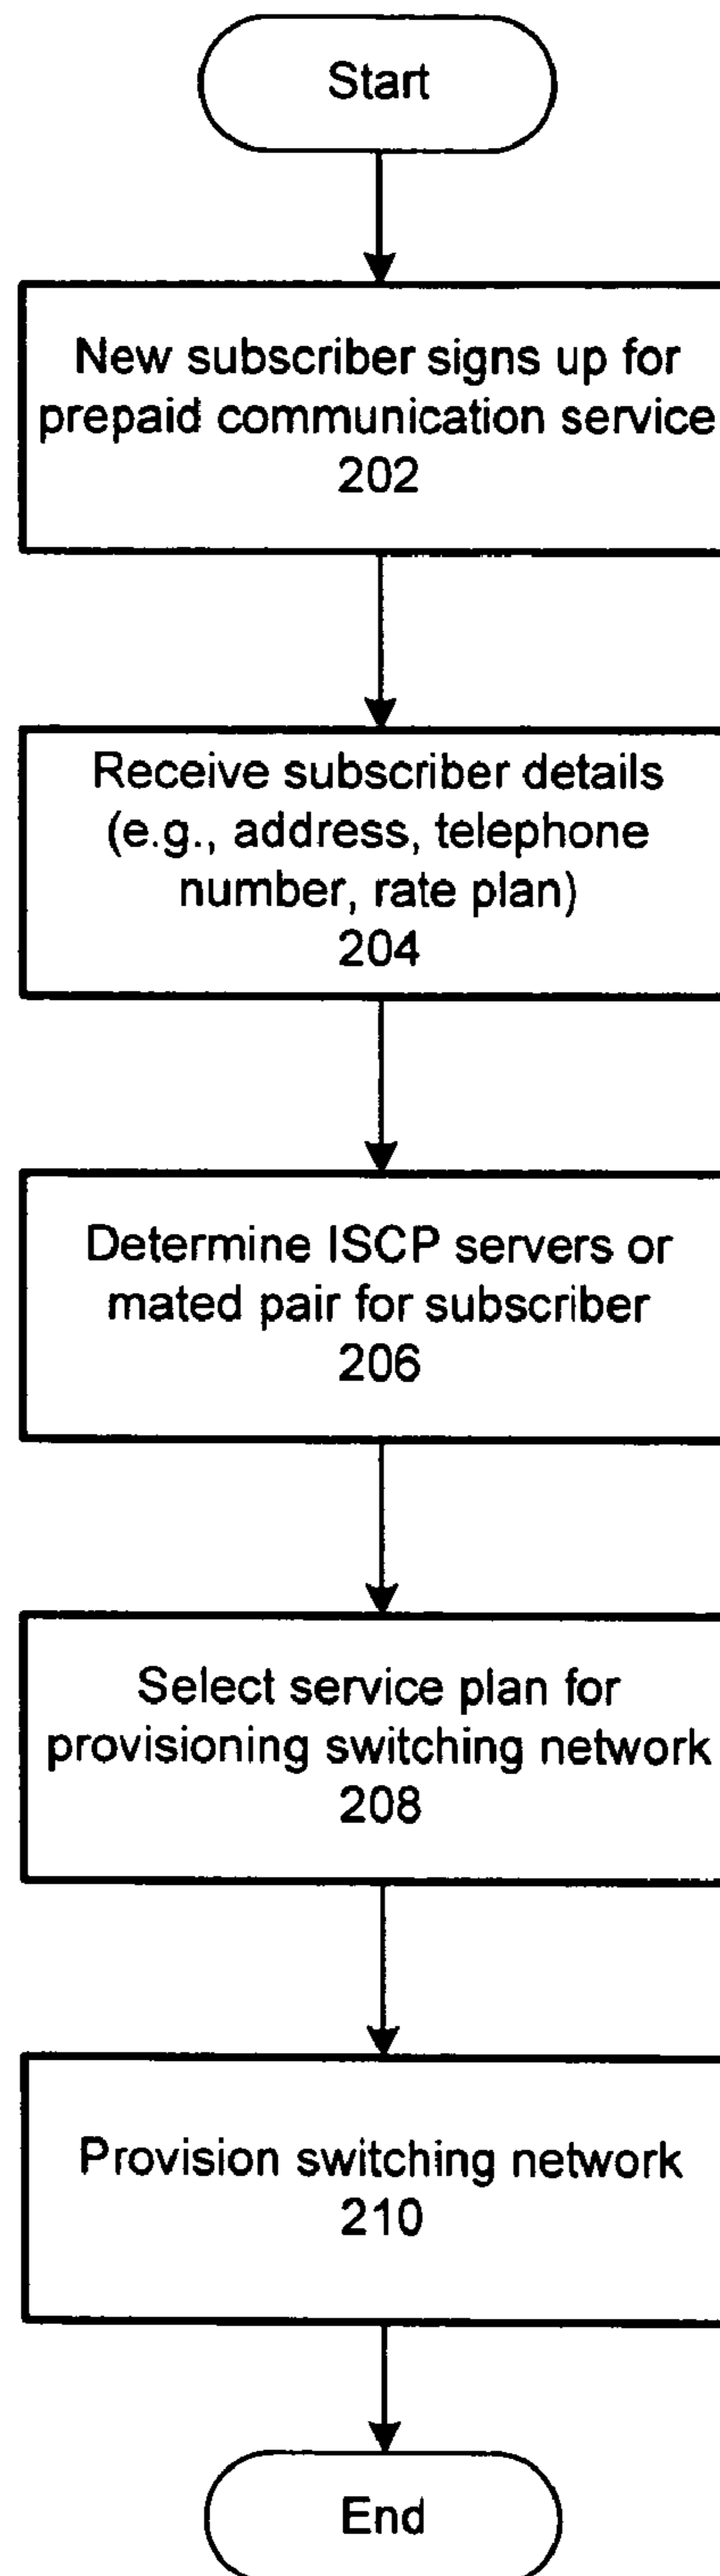 Start
New subscriber signs up for
prepaid communication service
202
Receive subscriber details
(e.g., address, telephone
number, rate plan)
204
Determine ISCP servers or
mated pair for subscriber
206
Select service plan for
provisioning switching network
208
Provision switching network
210
End